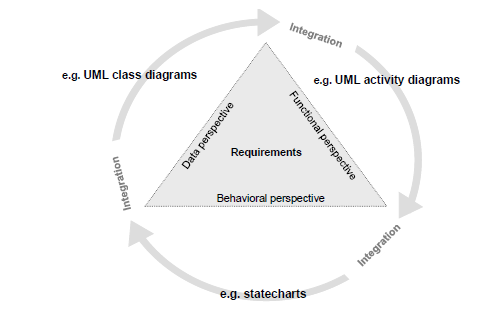 Integration
e.g. UML class diagrams
e.g. UML activity diagrams
Data perspective
Functional perspective
Requirements
Integration
Behavioral perspective
Integration
e.g. statecharts